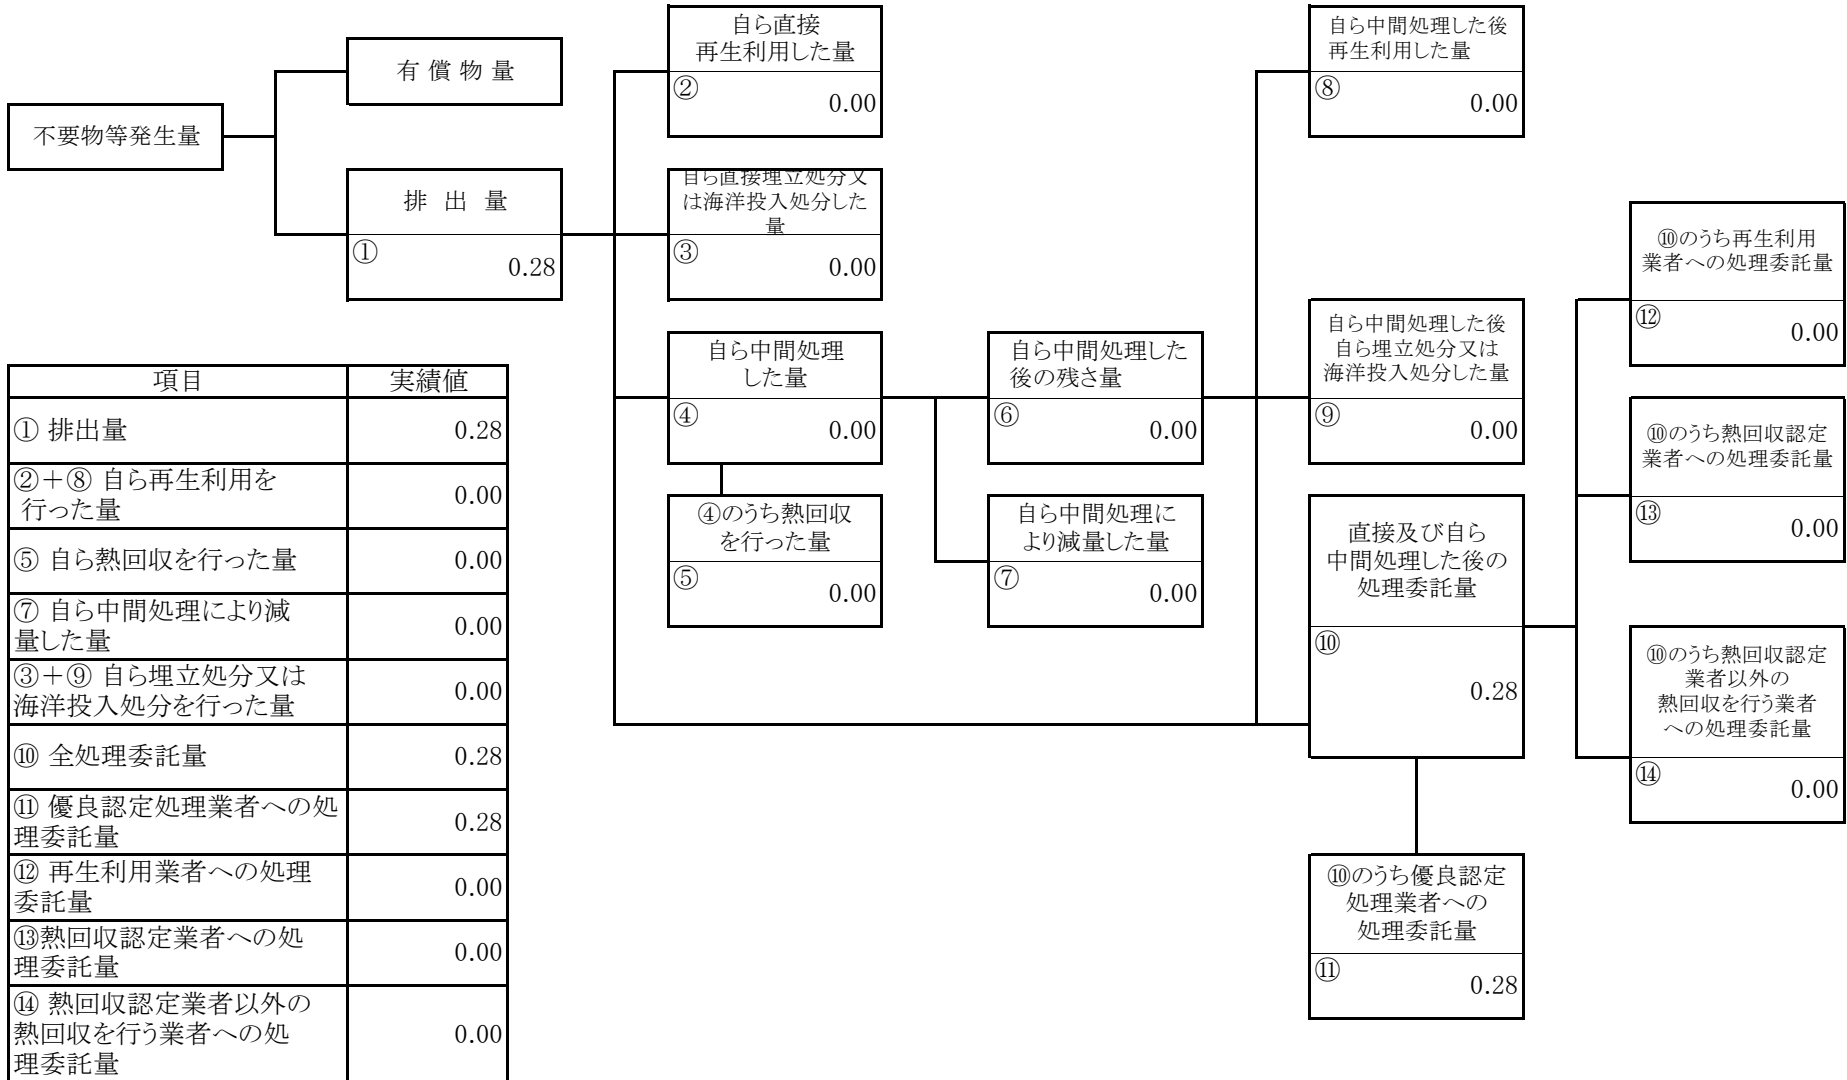 不要物等発生量
有 償 物 量
排 出 量
①
0.28
自ら直接
再生利用した量
②
0.00
自ら直接埋立処分又
は海洋投入処分した
量
③
0.00
自ら中間処理
した量
④
0.00
④のうち熱回収
を行った量
⑤
0.00
自ら中間処理した
後の残さ量
⑥
0.00
自ら中間処理に
より減量した量
⑦
0.00
自ら中間処理した後
再生利用した量
⑧
0.00
自ら中間処理した後
自ら埋立処分又は
海洋投入処分した量
⑨
0.00
直接及び自ら
中間処理した後の
処理委託量
⑩
0.28
⑩のうち優良認定
処理業者への
処理委託量
⑪
0.28
⑩のうち再生利用
業者への処理委託量
⑫
0.00
⑩のうち熱回収認定
業者への処理委託量
⑬
0.00
⑩のうち熱回収認定
業者以外の
熱回収を行う業者
への処理委託量
⑭
0.00
項目 実績値
① 排出量 0.28
②＋⑧ 自ら再生利用を
行った量 0.00
⑤ 自ら熱回収を行った量 0.00
⑦ 自ら中間処理により減
量した量 0.00
③＋⑨ 自ら埋立処分又は
海洋投入処分を行った量 0.00
⑩ 全処理委託量 0.28
⑪ 優良認定処理業者への処
理委託量 0.28
⑫ 再生利用業者への処理
委託量 0.00
⑬熱回収認定業者への処
理委託量 0.00
⑭ 熱回収認定業者以外の
熱回収を行う業者への処
理委託量 0.00